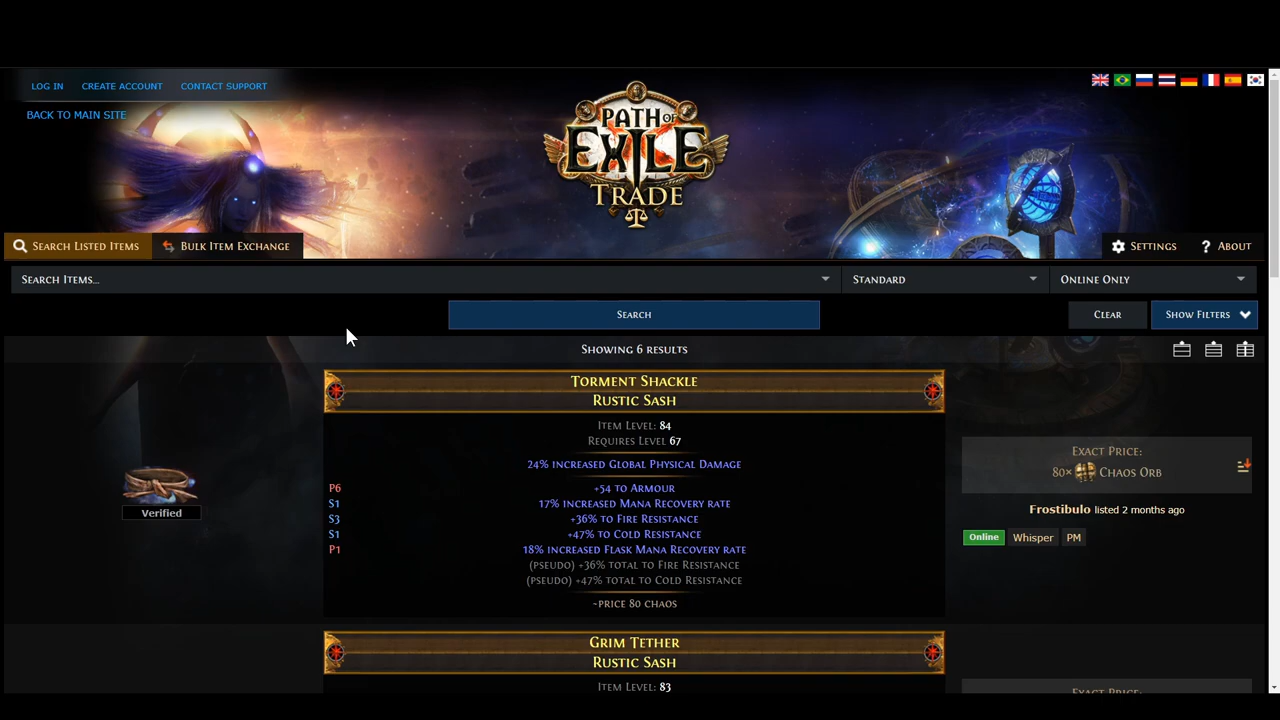 LOG IN CREATE ACCOUNT CONTACT SUPPORT
BACK TO MAIN SITE
PATH OF
EXILE
TRADE
SEARCH LISTED ITEMS BULK ITEM EXCHANGE SETTINGS ? ABOUT
SEARCH ITEMS... STANDARD ONLINE ONLY
SEARCH CLEAR SHOW FILTERS
SHOWING 6 RESULTS
TORMENT SHACKLE
RUSTIC SASH
ITEM LEVEL: 84
REQUIRES LEVEL 67
24% INCREASED GLOBAL PHYSICAL DAMAGE
P6 +54 TO ARMOUR
S1 17% INCREASED MANA RECOVERY RATE
S3 +36% TO FIRE RESISTANCE
S1 +47% TO COLD RESISTANCE
P1 18% INCREASED FLASK MANA RECOVERY RATE
(PSEUDO) +36% TOTAL TO FIRE RESISTANCE
(PSEUDO) +47% TOTAL TO COLD RESISTANCE
~PRICE 80 CHAOS
Verified
EXACT PRICE:
80× CHAOS ORB
Frostibulo listed 2 months ago
Online Whisper PM
GRIM TETHER
RUSTIC SASH
ITEM LEVEL: 83
EXACT PRICE: